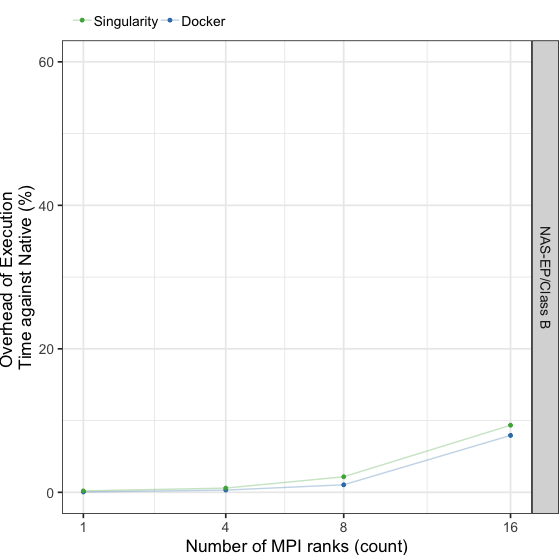 Singularity Docker
60
40
20
0
Overhead of Execution
Time against Native (%)
NAS-EP/Class B
1 4 8 16
Number of MPI ranks (count)